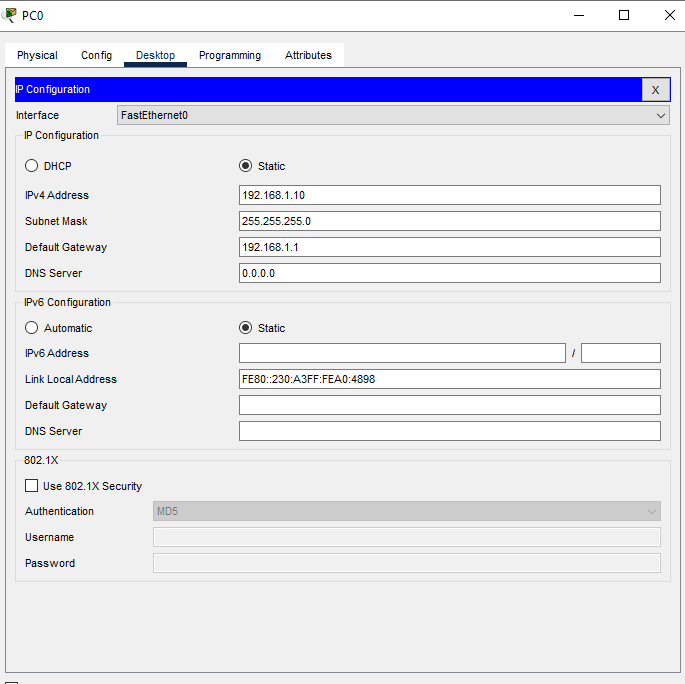 PC0
Physical Config Desktop Programming Attributes
IP Configuration X
Interface FastEthernet0
IP Configuration
DHCP Static
IPv4 Address 192.168.1.10
Subnet Mask 255.255.255.0
Default Gateway 192.168.1.1
DNS Server 0.0.0.0
IPv6 Configuration
Automatic Static
IPv6 Address /
Link Local Address FE80::230:A3FF:FEA0:4898
Default Gateway
DNS Server
802.1X
Use 802.1X Security
Authentication MD5
Username
Password